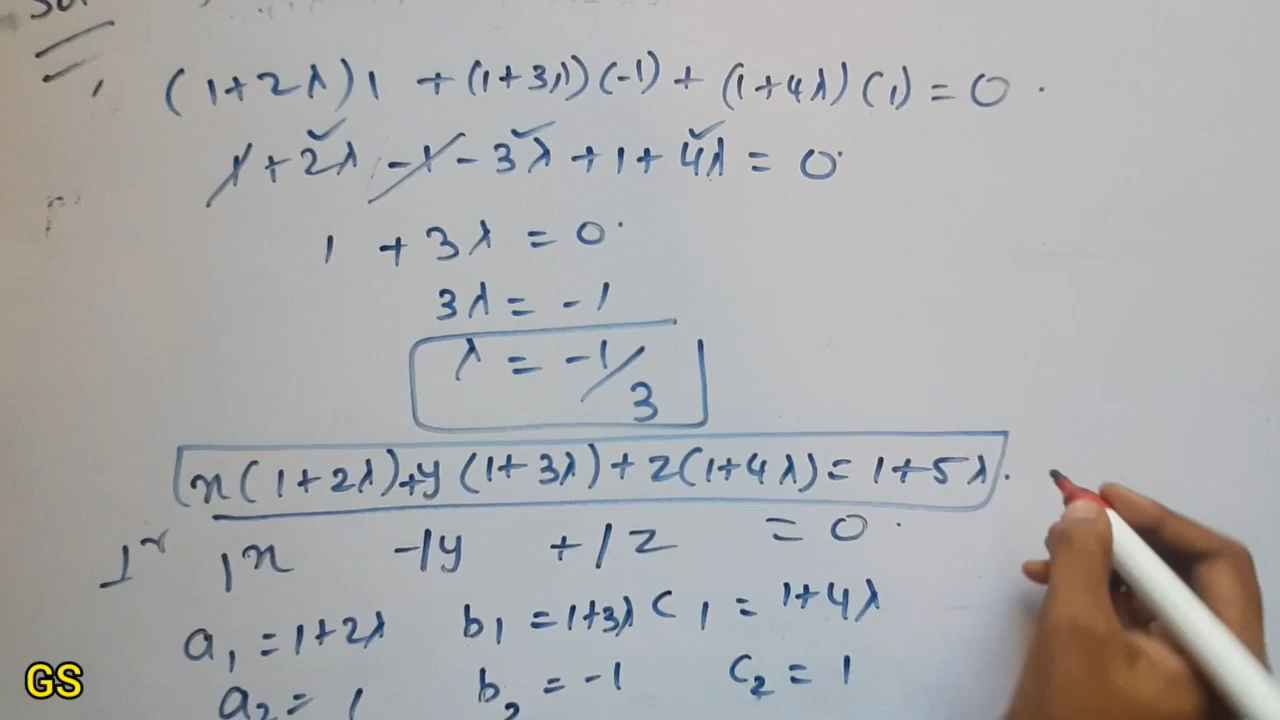 (1+2λ)1 + (1+3λ)(-1) + (1+4λ)(1) = 0.
1+2λ-1-3λ+1+4λ=0
1+3λ=0
3λ=-1
λ=-1/3
x(1+2λ)+y(1+3λ)+z(1+4λ)=1+5λ.
⊥r 1x -1y +1z =0.
a1=1+2λ b1=1+3λ c1=1+4λ
a2=1 b2=-1 c2=1
GS